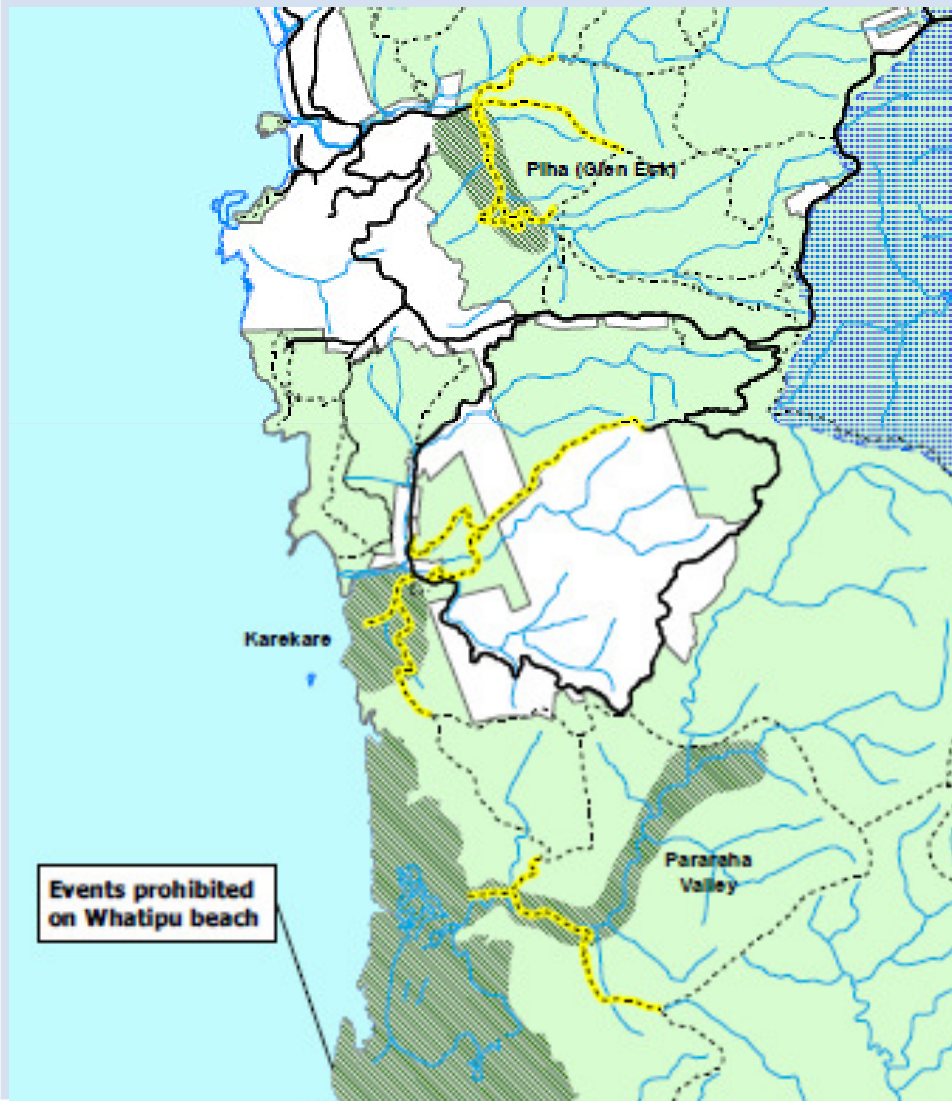 Piha (Glen Esk)
Karekare
Pararaha
Valley
Events prohibited
on Whatipu beach